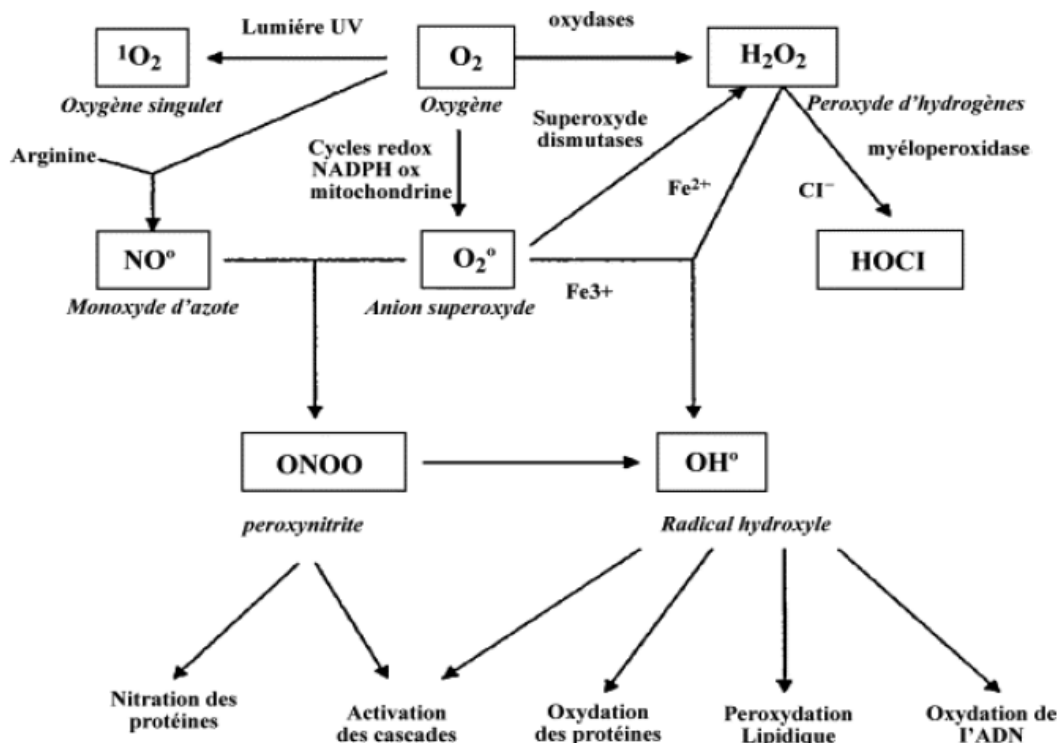 Lumiére UV
oxydases
¹O₂
O₂
H₂O₂
Oxygène singulet
Oxygène
Peroxyde d'hydrogènes
Superoxyde
dismutases
Arginine
Cycles redox
NADPH ox
mitochondrine
myéloperoxidase
Fe²⁺
CI⁻
NOº
O₂º
HOCI
Monoxyde d'azote
Anion superoxyde
Fe3+
ONOO
OHº
peroxynitrite
Radical hydroxyle
Nitration des
protéines
Activation
des cascades
Oxydation
des protéines
Peroxydation
Lipidique
Oxydation de
I'ADN